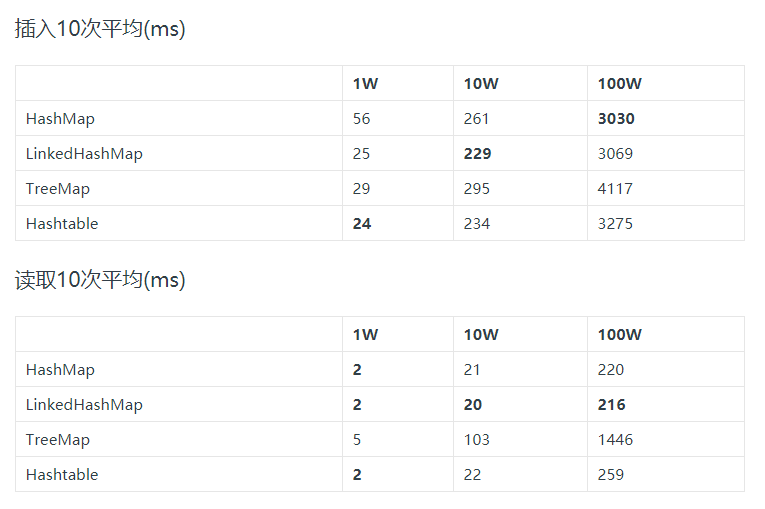 插入10次平均(ms)
1W 10W 100W
HashMap 56 261 3030
LinkedHashMap 25 229 3069
TreeMap 29 295 4117
Hashtable 24 234 3275
读取10次平均(ms)
1W 10W 100W
HashMap 2 21 220
LinkedHashMap 2 20 216
TreeMap 5 103 1446
Hashtable 2 22 259